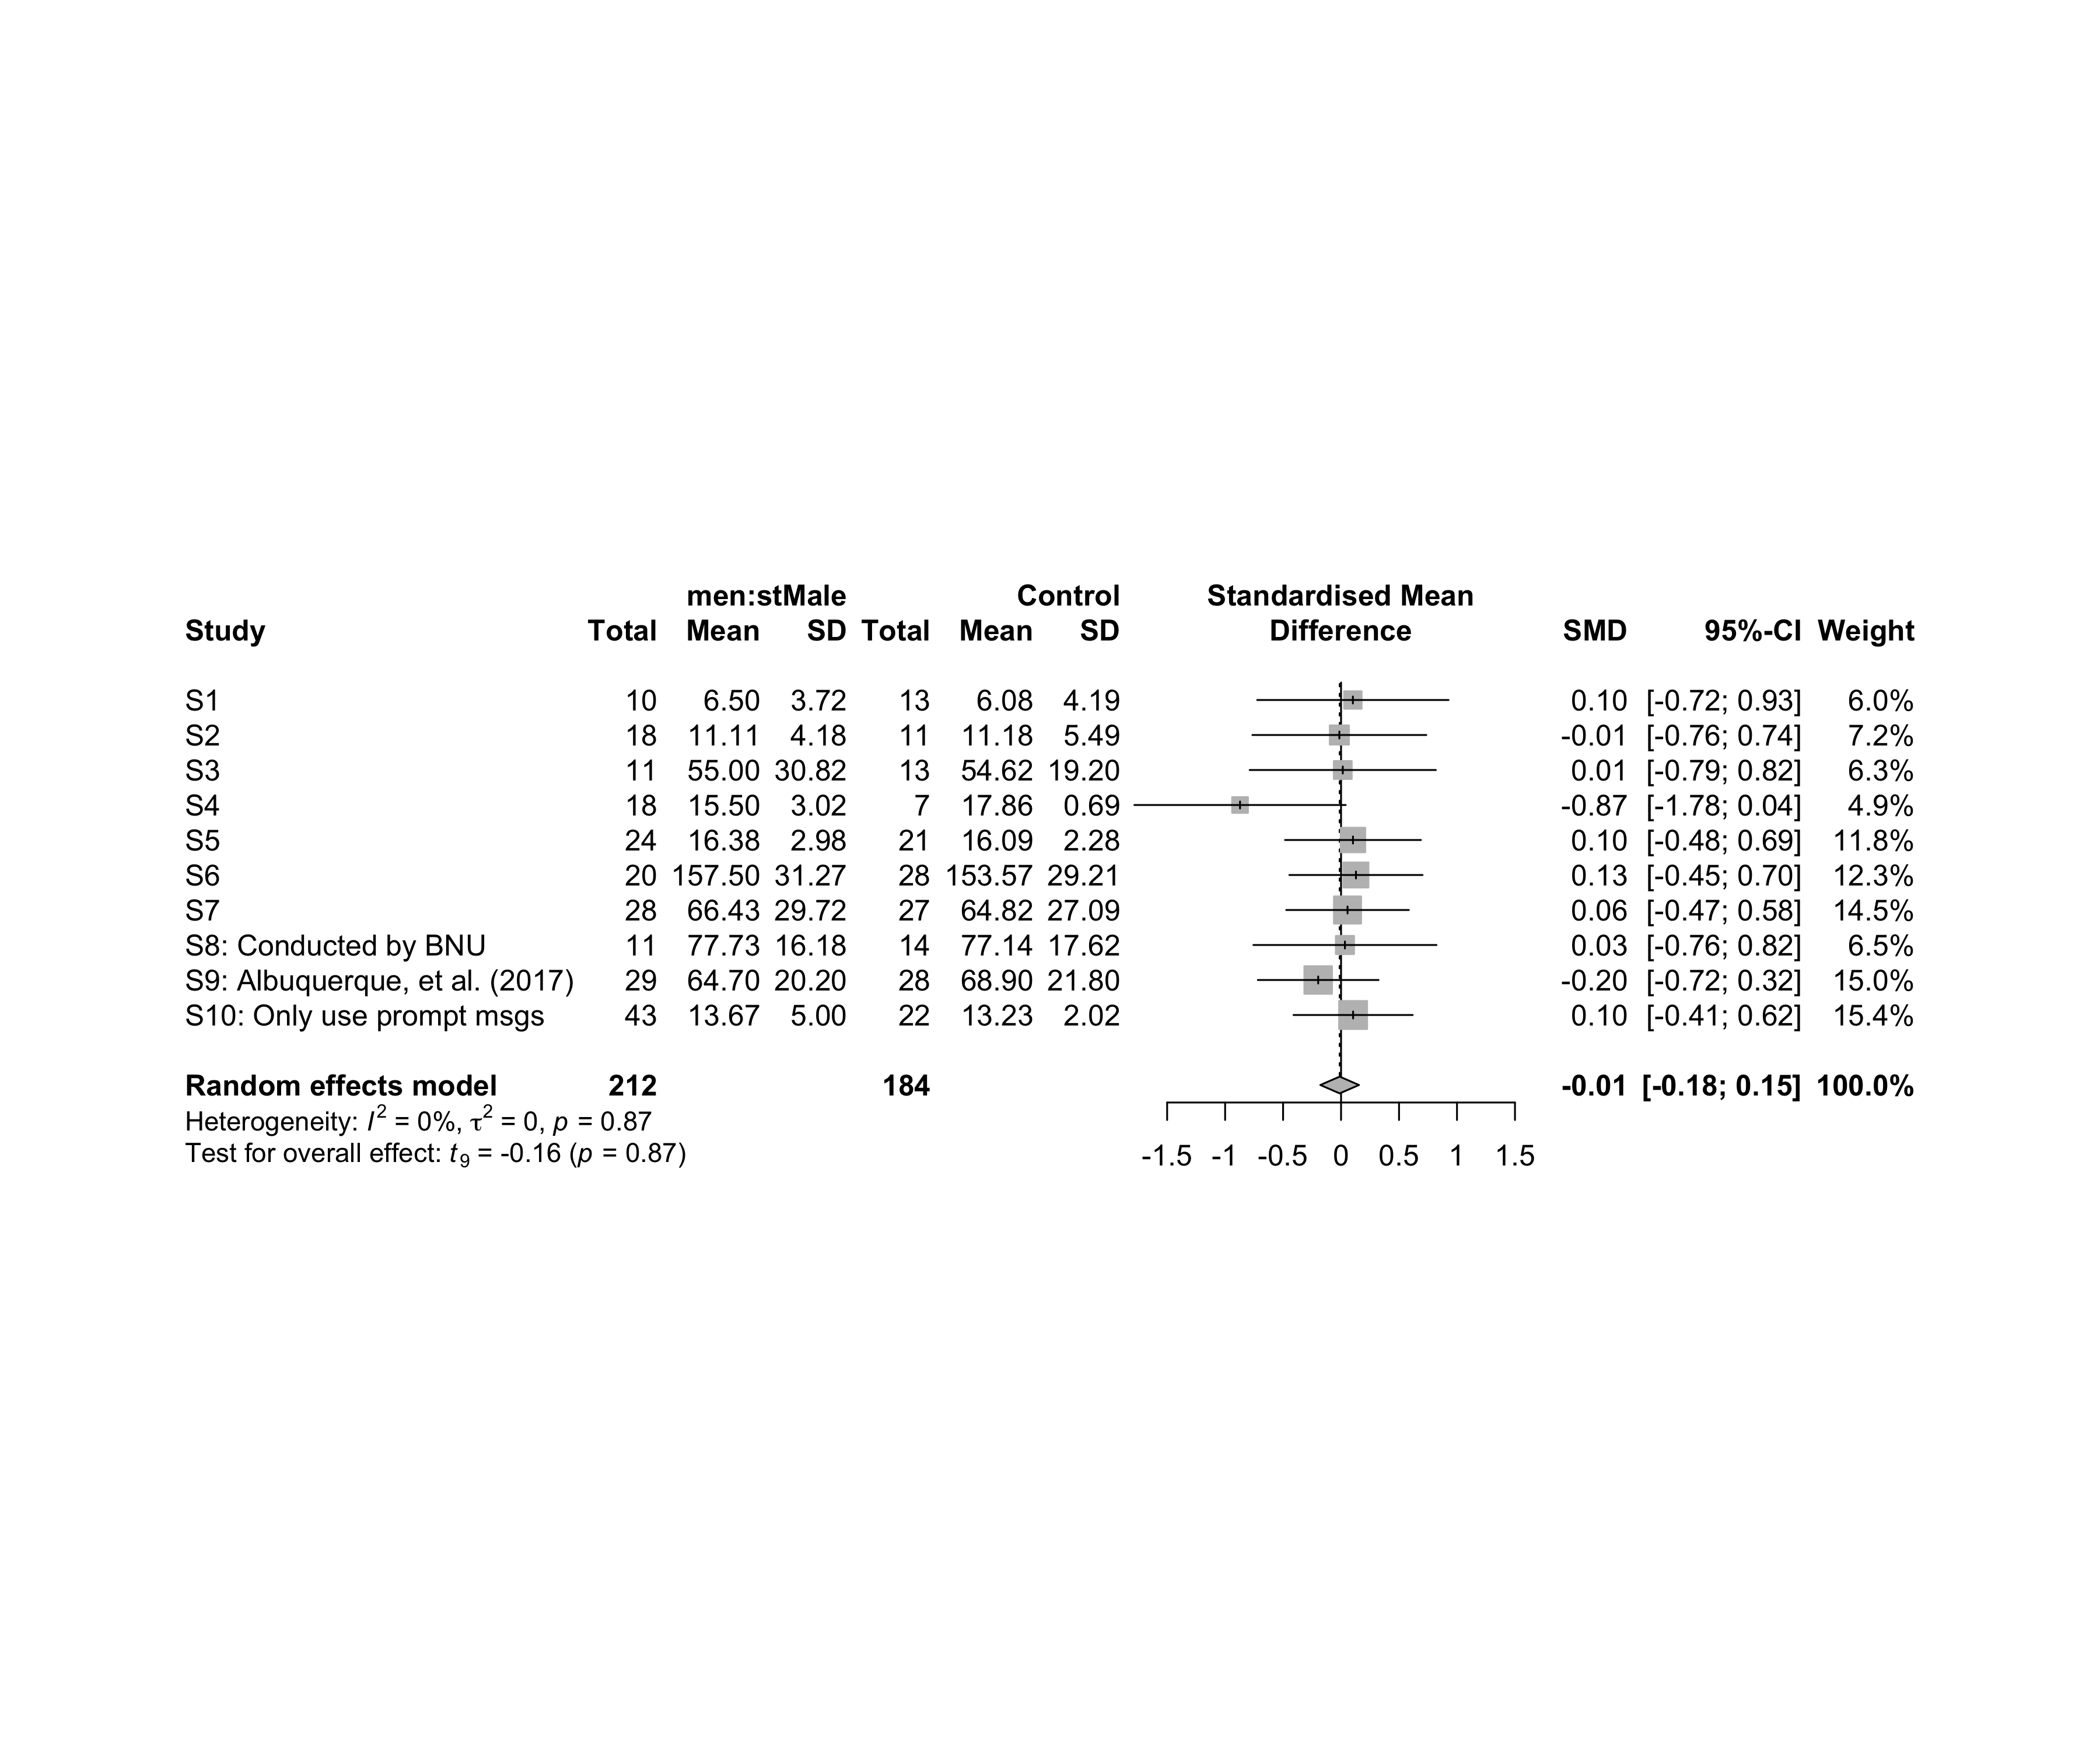 men:stMale Control Standardised Mean
Study Total Mean SD Total Mean SD Difference SMD 95%-CI Weight
S1 10 6.50 3.72 13 6.08 4.19 0.10 [-0.72; 0.93] 6.0%
S2 18 11.11 4.18 11 11.18 5.49 -0.01 [-0.76; 0.74] 7.2%
S3 11 55.00 30.82 13 54.62 19.20 0.01 [-0.79; 0.82] 6.3%
S4 18 15.50 3.02 7 17.86 0.69 -0.87 [-1.78; 0.04] 4.9%
S5 24 16.38 2.98 21 16.09 2.28 0.10 [-0.48; 0.69] 11.8%
S6 20 157.50 31.27 28 153.57 29.21 0.13 [-0.45; 0.70] 12.3%
S7 28 66.43 29.72 27 64.82 27.09 0.06 [-0.47; 0.58] 14.5%
S8: Conducted by BNU 11 77.73 16.18 14 77.14 17.62 0.03 [-0.76; 0.82] 6.5%
S9: Albuquerque, et al. (2017) 29 64.70 20.20 28 68.90 21.80 -0.20 [-0.72; 0.32] 15.0%
S10: Only use prompt msgs 43 13.67 5.00 22 13.23 2.02 0.10 [-0.41; 0.62] 15.4%
Random effects model 212 184 -0.01 [-0.18; 0.15] 100.0%
Heterogeneity: I² = 0%, τ² = 0, p = 0.87
Test for overall effect: t₉ = -0.16 (p = 0.87)
-1.5 -1 -0.5 0 0.5 1 1.5